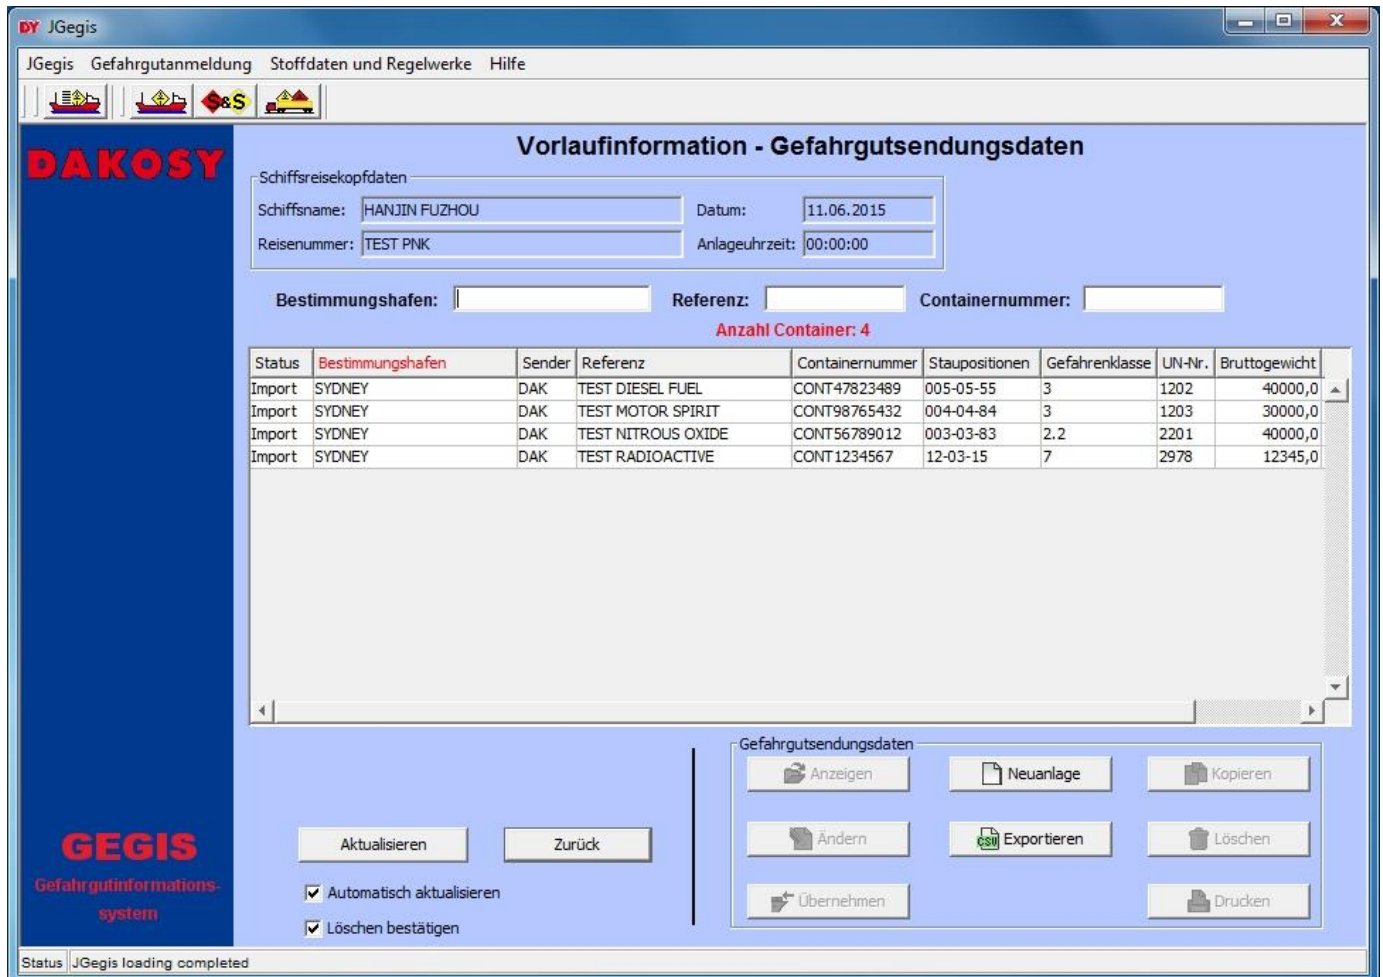 DY JGegis
JGegis Gefahrgutanmeldung Stoffdaten und Regelwerke Hilfe
S&S
DAKOSY
Vorlaufinformation - Gefahrgutsendungsdaten
Schiffsreisekopfdaten
Schiffsname: HANJIN FUZHOU Datum: 11.06.2015
Reisenummer: TEST PNK Anlageuhrzeit: 00:00:00
Bestimmungshafen: Referenz: Containernummer:
Anzahl Container: 4
Status Bestimmungshafen Sender Referenz Containernummer Staupositionen Gefahrenklasse UN-Nr. Bruttogewicht
Import SYDNEY DAK TEST DIESEL FUEL CONT47823489 005-05-55 3 1202 40000,0
Import SYDNEY DAK TEST MOTOR SPIRIT CONT98765432 004-04-84 3 1203 30000,0
Import SYDNEY DAK TEST NITROUS OXIDE CONT56789012 003-03-83 2.2 2201 40000,0
Import SYDNEY DAK TEST RADIOACTIVE CONT1234567 12-03-15 7 2978 12345,0
Gefahrgutsendungsdaten
Anzeigen Neuanlage Kopieren
Aktualisieren Zurück Ändern CSV Exportieren Löschen
Automatisch aktualisieren
Löschen bestätigen
Übernehmen Drucken
GEGIS
Gefahrgutinformations-
system
Status JGegis loading completed